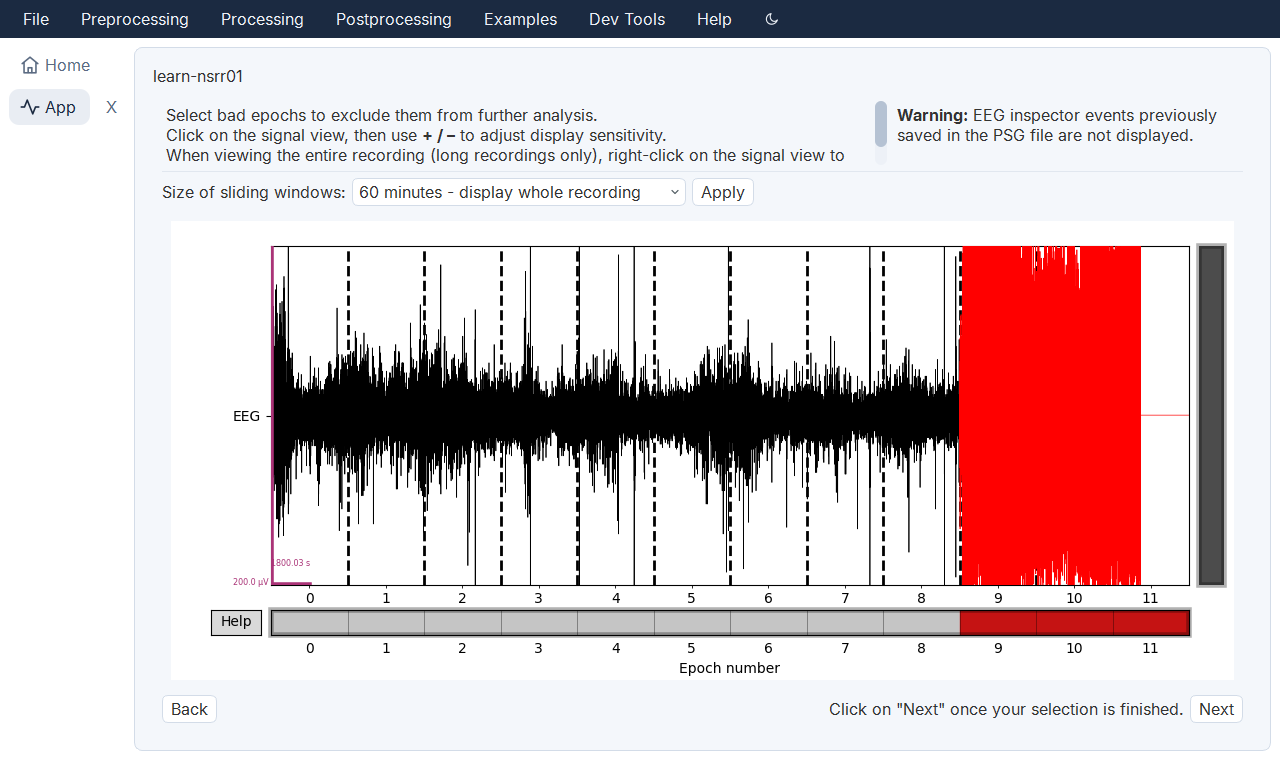 File Preprocessing Processing Postprocessing Examples Dev Tools Help
Home
App X
learn-nsrr01
Select bad epochs to exclude them from further analysis.
Click on the signal view, then use + / – to adjust display sensitivity.
When viewing the entire recording (long recordings only), right-click on the signal view to
Warning: EEG inspector events previously
saved in the PSG file are not displayed.
Size of sliding windows: 60 minutes - display whole recording Apply
EEG
1800.03 s
200.0 µV
0 1 2 3 4 5 6 7 8 9 10 11
Help
0 1 2 3 4 5 6 7 8 9 10 11
Epoch number
Back Click on "Next" once your selection is finished. Next